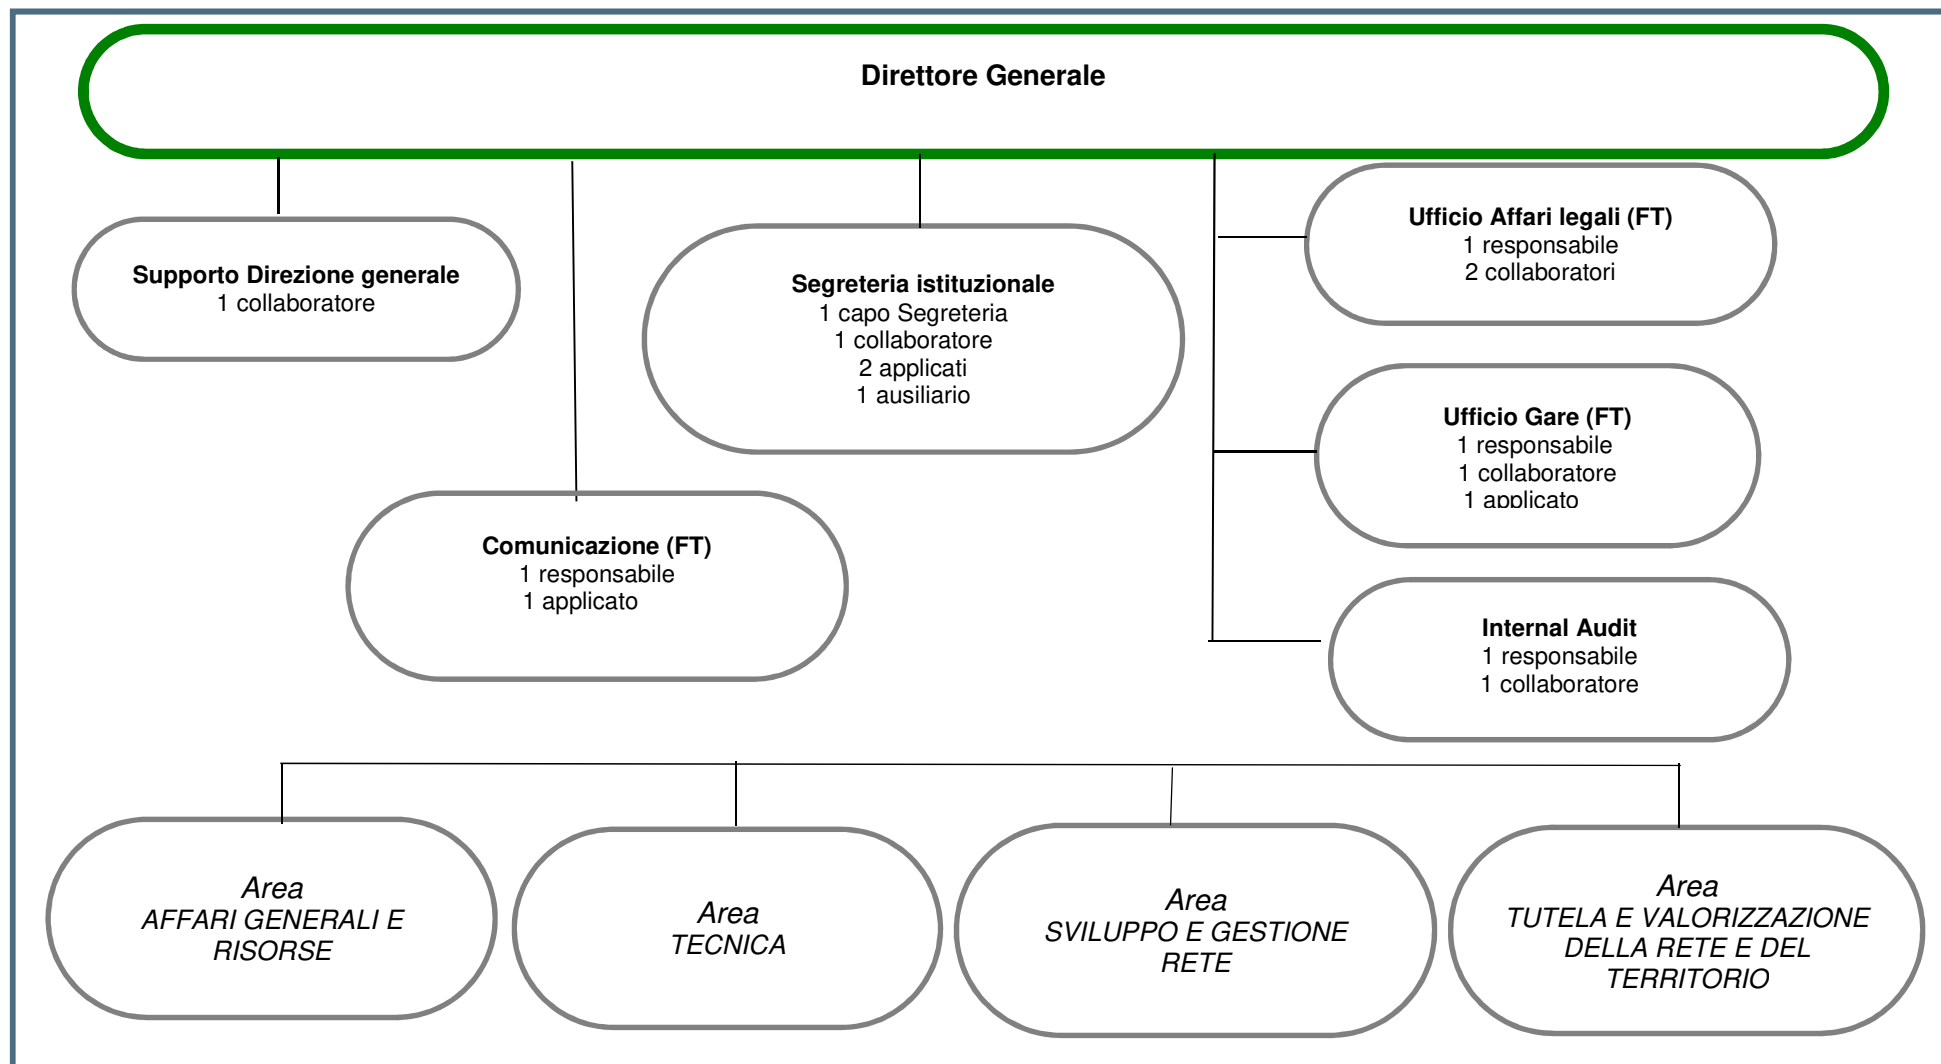 Direttore Generale
Supporto Direzione generale
1 collaboratore
Segreteria istituzionale
1 capo Segreteria
1 collaboratore
2 applicati
1 ausiliario
Ufficio Affari legali (FT)
1 responsabile
2 collaboratori
Ufficio Gare (FT)
1 responsabile
1 collaboratore
1 applicato
Comunicazione (FT)
1 responsabile
1 applicato
Internal Audit
1 responsabile
1 collaboratore
Area
AFFARI GENERALI E
RISORSE
Area
TECNICA
Area
SVILUPPO E GESTIONE
RETE
Area
TUTELA E VALORIZZAZIONE
DELLA RETE E DEL
TERRITORIO